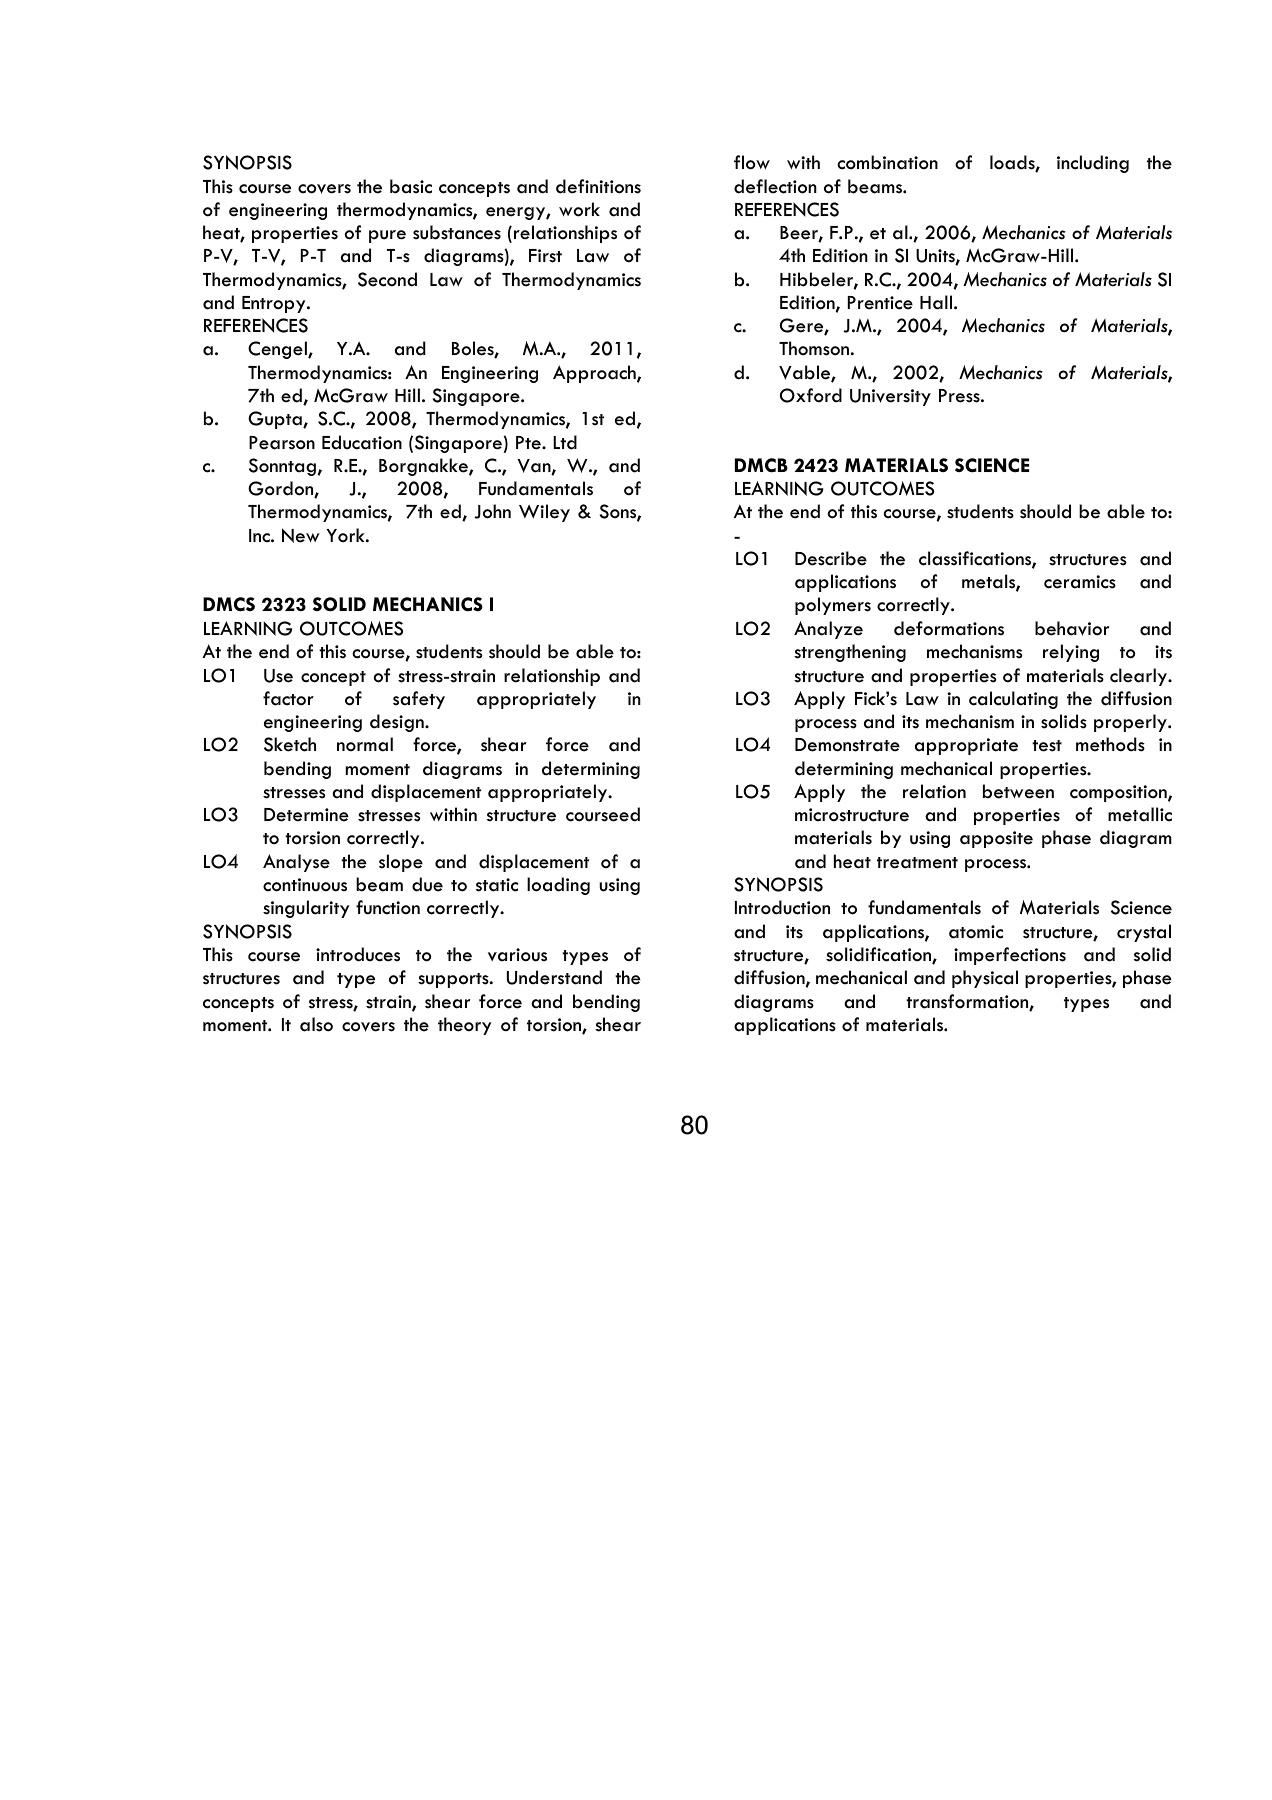 SYNOPSIS
This course covers the basic concepts and definitions
of engineering thermodynamics, energy, work and
heat, properties of pure substances (relationships of
P-V, T-V, P-T and T-s diagrams), First Law of
Thermodynamics, Second Law of Thermodynamics
and Entropy.
REFERENCES
a. Cengel, Y.A. and Boles, M.A., 2011,
Thermodynamics: An Engineering Approach,
7th ed, McGraw Hill. Singapore.
b. Gupta, S.C., 2008, Thermodynamics, 1st ed,
Pearson Education (Singapore) Pte. Ltd
c. Sonntag, R.E., Borgnakke, C., Van, W., and
Gordon, J., 2008, Fundamentals of
Thermodynamics, 7th ed, John Wiley & Sons,
Inc. New York.
DMCS 2323 SOLID MECHANICS I
LEARNING OUTCOMES
At the end of this course, students should be able to:
LO1 Use concept of stress-strain relationship and
factor of safety appropriately in
engineering design.
LO2 Sketch normal force, shear force and
bending moment diagrams in determining
stresses and displacement appropriately.
LO3 Determine stresses within structure courseed
to torsion correctly.
LO4 Analyse the slope and displacement of a
continuous beam due to static loading using
singularity function correctly.
SYNOPSIS
This course introduces to the various types of
structures and type of supports. Understand the
concepts of stress, strain, shear force and bending
moment. It also covers the theory of torsion, shear
flow with combination of loads, including the
deflection of beams.
REFERENCES
a. Beer, F.P., et al., 2006, Mechanics of Materials
4th Edition in SI Units, McGraw-Hill.
b. Hibbeler, R.C., 2004, Mechanics of Materials SI
Edition, Prentice Hall.
c. Gere, J.M., 2004, Mechanics of Materials,
Thomson.
d. Vable, M., 2002, Mechanics of Materials,
Oxford University Press.
DMCB 2423 MATERIALS SCIENCE
LEARNING OUTCOMES
At the end of this course, students should be able to:
-
LO1 Describe the classifications, structures and
applications of metals, ceramics and
polymers correctly.
LO2 Analyze deformations behavior and
strengthening mechanisms relying to its
structure and properties of materials clearly.
LO3 Apply Fick’s Law in calculating the diffusion
process and its mechanism in solids properly.
LO4 Demonstrate appropriate test methods in
determining mechanical properties.
LO5 Apply the relation between composition,
microstructure and properties of metallic
materials by using apposite phase diagram
and heat treatment process.
SYNOPSIS
Introduction to fundamentals of Materials Science
and its applications, atomic structure, crystal
structure, solidification, imperfections and solid
diffusion, mechanical and physical properties, phase
diagrams and transformation, types and
applications of materials.
80